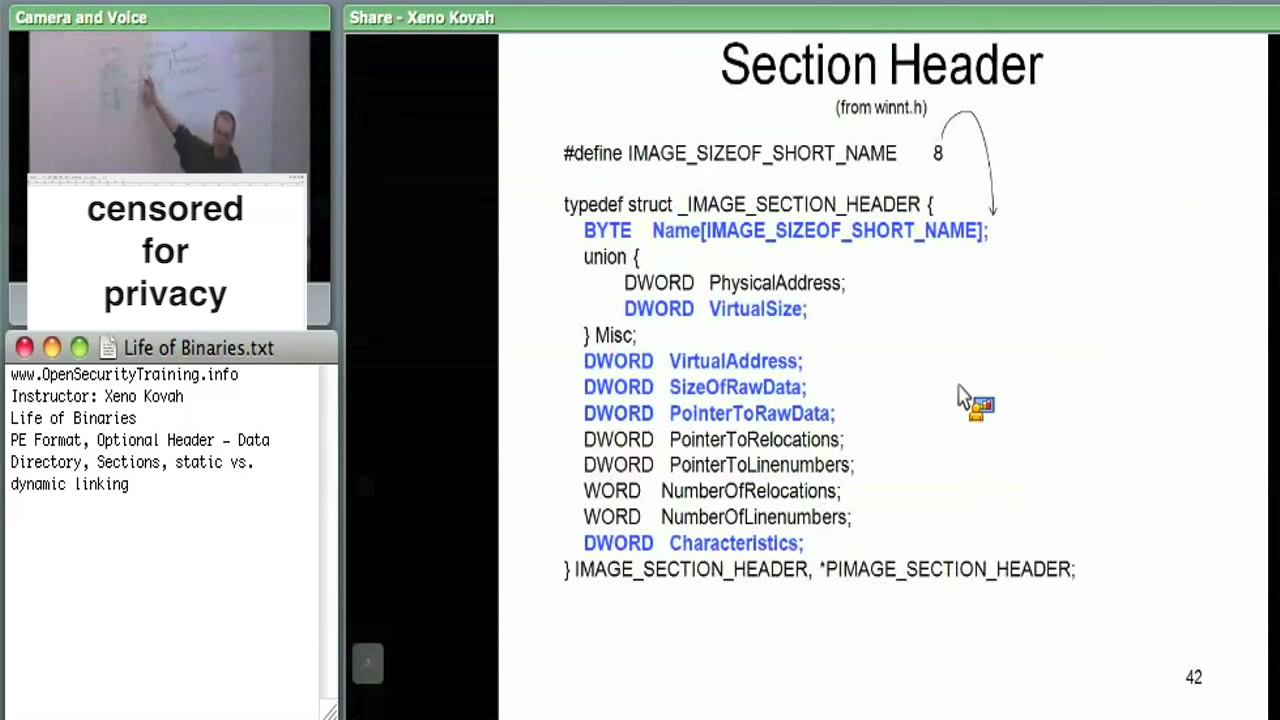 Camera and Voice
censored
for
privacy
Life of Binaries.txt
www.OpenSecurityTraining.info
Instructor: Xeno Kovah
Life of Binaries
PE Format, Optional Header – Data
Directory, Sections, static vs.
dynamic linking
Share - Xeno Kovah
Section Header
(from winnt.h)
#define IMAGE_SIZEOF_SHORT_NAME 8
typedef struct _IMAGE_SECTION_HEADER {
BYTE Name[IMAGE_SIZEOF_SHORT_NAME];
union {
DWORD PhysicalAddress;
DWORD VirtualSize;
} Misc;
DWORD VirtualAddress;
DWORD SizeOfRawData;
DWORD PointerToRawData;
DWORD PointerToRelocations;
DWORD PointerToLinenumbers;
WORD NumberOfRelocations;
WORD NumberOfLinenumbers;
DWORD Characteristics;
} IMAGE_SECTION_HEADER, *PIMAGE_SECTION_HEADER;
42